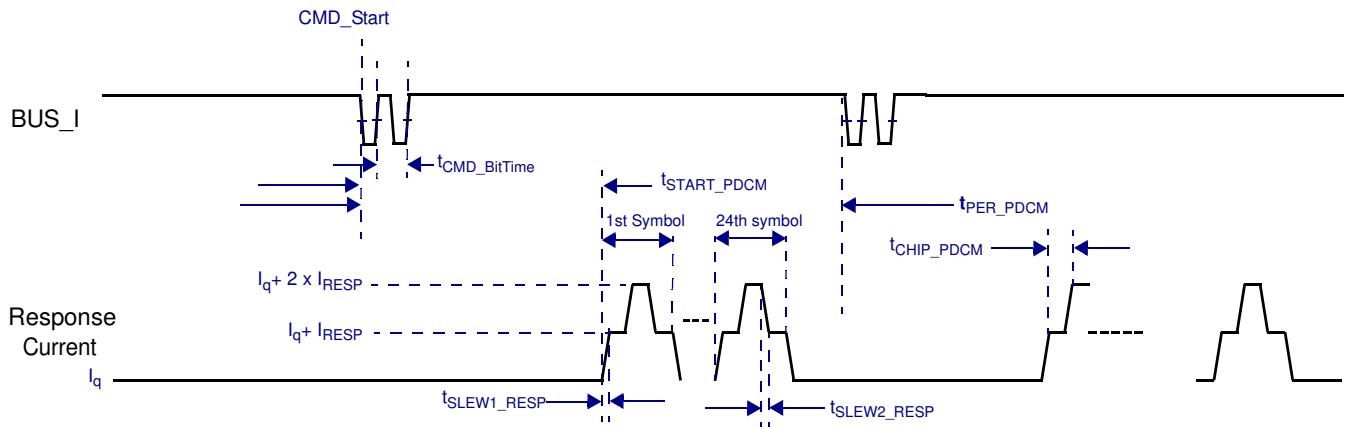 CMD_Start
BUS_I
tCMD_BitTime
tSTART_PDCM
1st Symbol
24th symbol
tPER_PDCM
tCHIP_PDCM
Iq+ 2 x IRESP
Response
Current
Iq+ IRESP
Iq
tSLEW1_RESP
tSLEW2_RESP